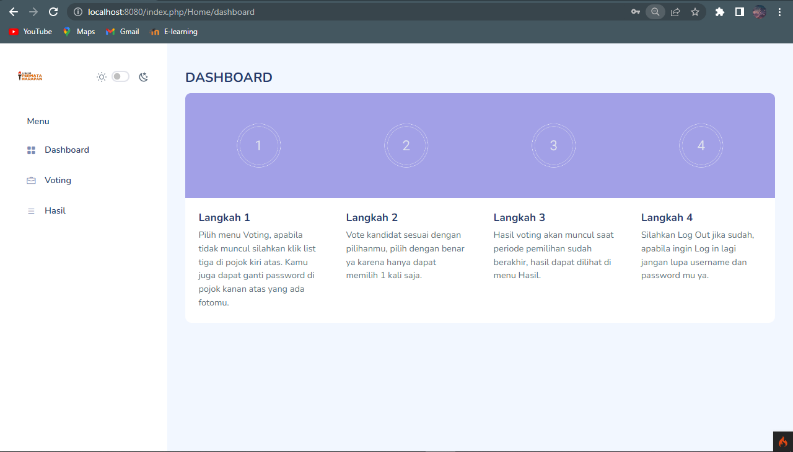 localhost:8080/index.php/Home/dashboard
YouTube
Maps
Gmail
E-learning
DASHBOARD
Menu
Dashboard
Voting
Hasil
1
2
3
4
Langkah 1
Pilih menu Voting, apabila
tidak muncul silahkan klik list
tiga di pojok kiri atas. Kamu
juga dapat ganti password di
pojok kanan atas yang ada
fotomu.
Langkah 2
Vote kandidat sesuai dengan
pilihanmu, pilih dengan benar
ya karena hanya dapat
memilih 1 kali saja.
Langkah 3
Hasil voting akan muncul saat
periode pemilihan sudah
berakhir, hasil dapat dilihat di
menu Hasil.
Langkah 4
Silahkan Log Out jika sudah,
apabila ingin Log in lagi
jangan lupa username dan
password mu ya.